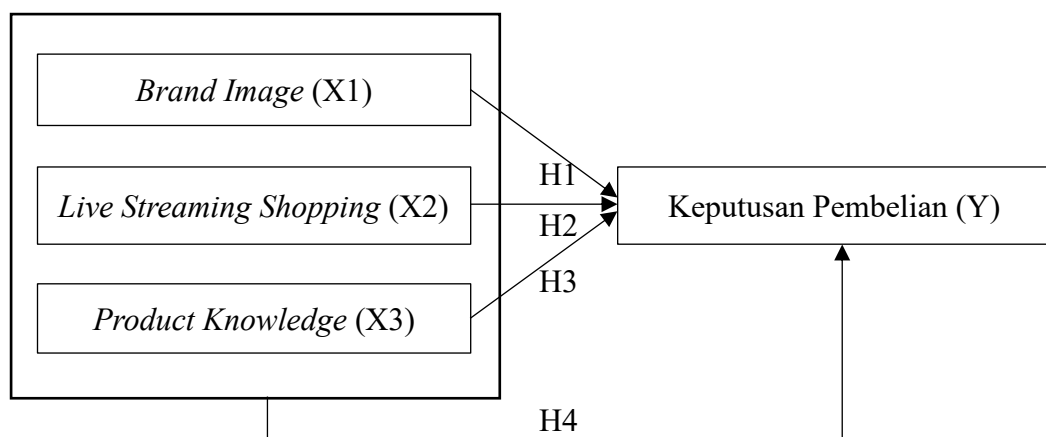 Brand Image (X1)
H1
Live Streaming Shopping (X2)
Keputusan Pembelian (Y)
H2
H3
Product Knowledge (X3)
H4